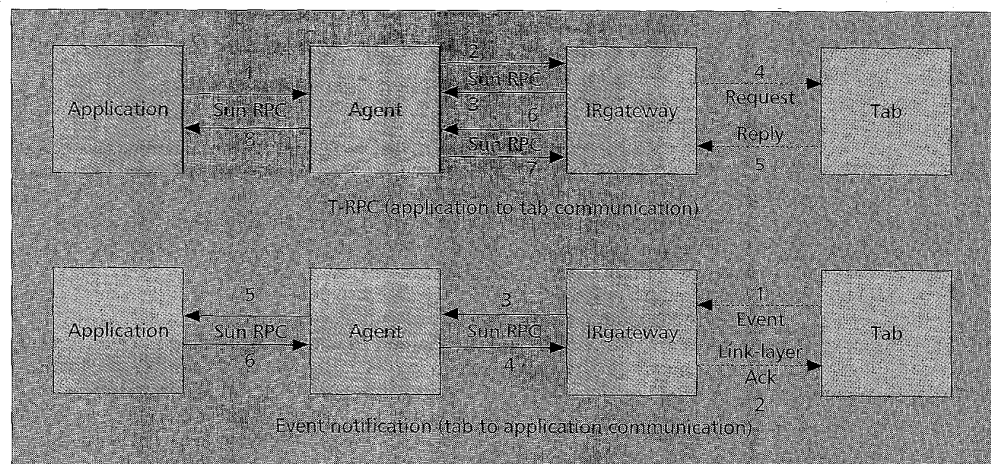 1
2
Sun RPC
3
4
Application
Sun RPC
Agent
6
IRgateway
Request
Tab
8
Sun RPC
7
Reply
5
T-RPC (application to tab communication)
5
3
1
Application
Sun RPC
Agent
Sun RPC
IRgateway
Event
Tab
6
4
Link-layer
Ack
2
Event notification (tab to application communication)